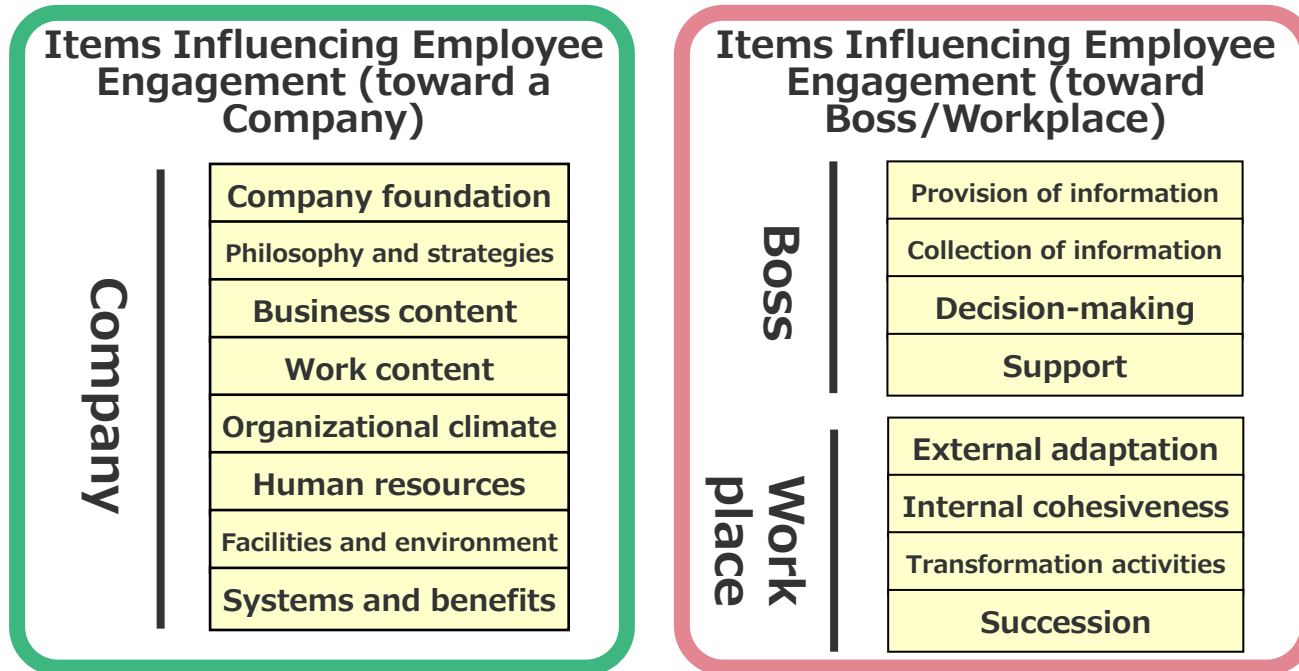 Items Influencing Employee
Engagement (toward a
Company)
Company
Company foundation
Philosophy and strategies
Business content
Work content
Organizational climate
Human resources
Facilities and environment
Systems and benefits
Items Influencing Employee
Engagement (toward
Boss/Workplace)
Boss
Provision of information
Collection of information
Decision-making
Support
Work
place
External adaptation
Internal cohesiveness
Transformation activities
Succession